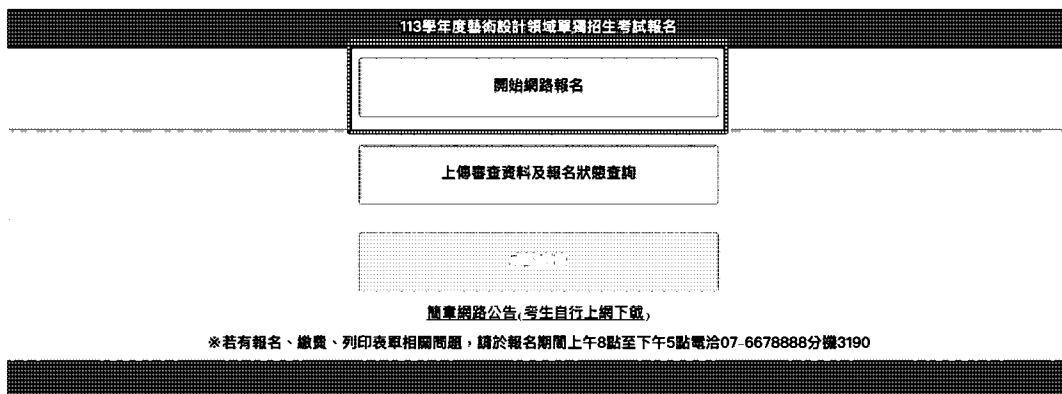 113學年度藝術設計領域單獨招生考試報名
開始網路報名
上傳審查資料及報名狀態查詢
簡章網路公告(考生自行上網下載)
※若有報名、繳費、列印表單相關問題，請於報名期間上午8點至下午5點電洽07-6678888分機3190